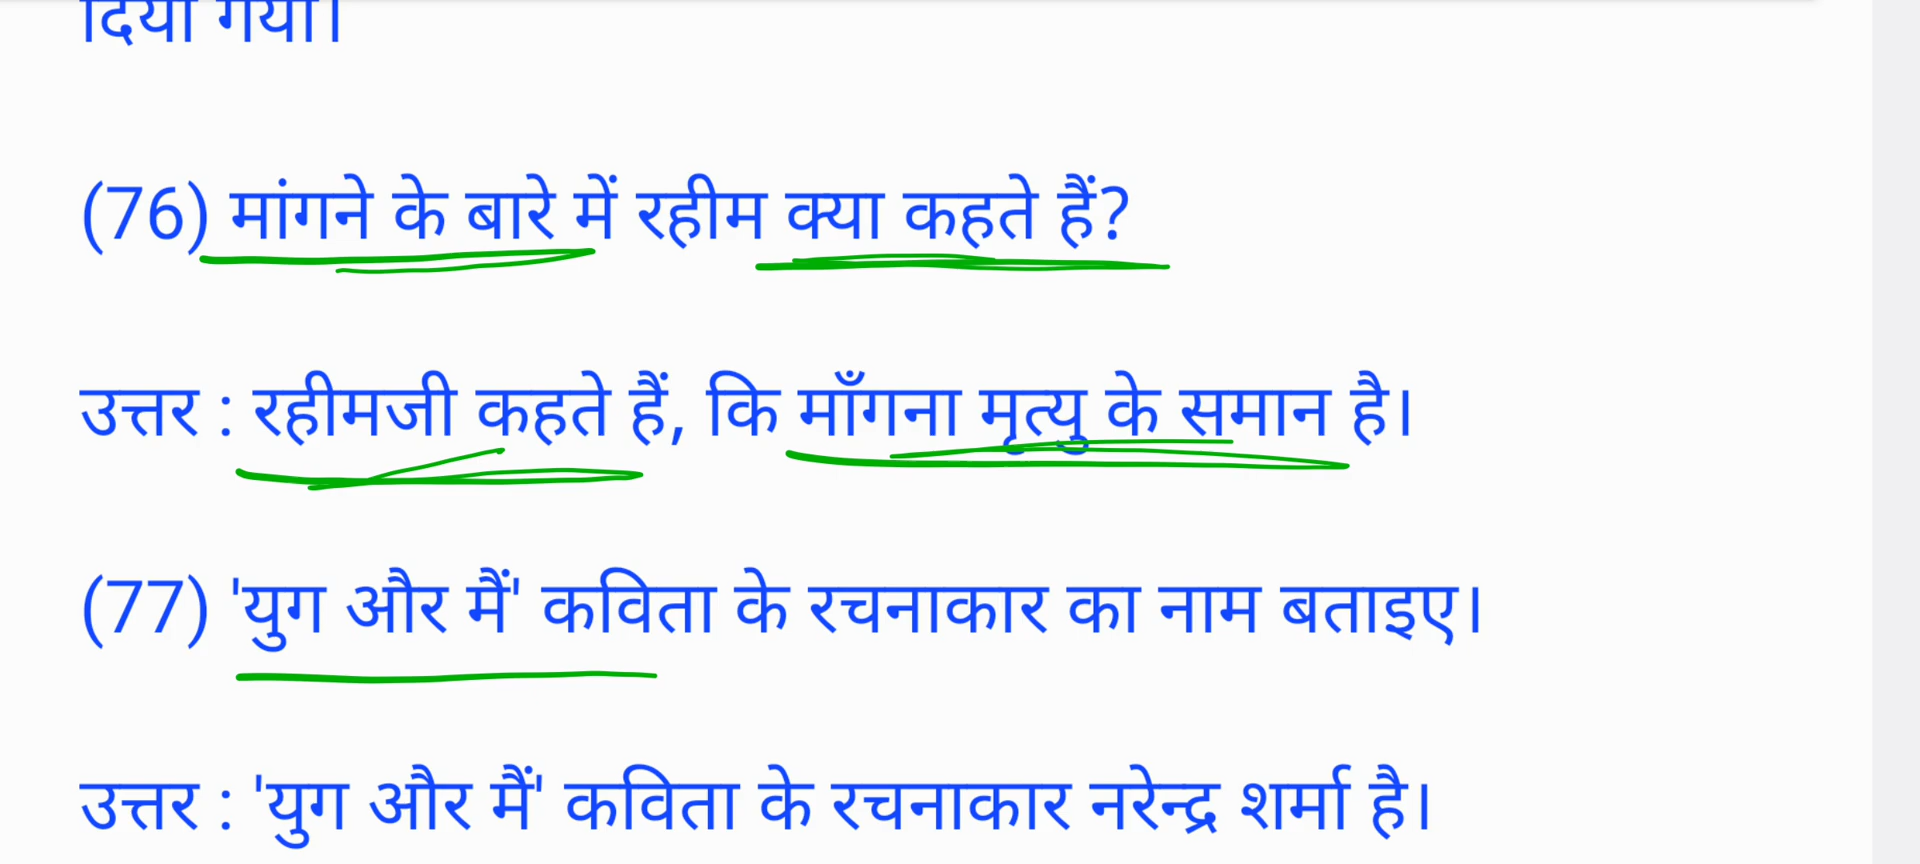 दिया गया।
(76) मांगने के बारे में रहीम क्या कहते हैं?
उत्तर : रहीमजी कहते हैं, कि माँगना मृत्यु के समान है।
(77) 'युग और मैं' कविता के रचनाकार का नाम बताइए।
उत्तर : 'युग और मैं' कविता के रचनाकार नरेन्द्र शर्मा है।